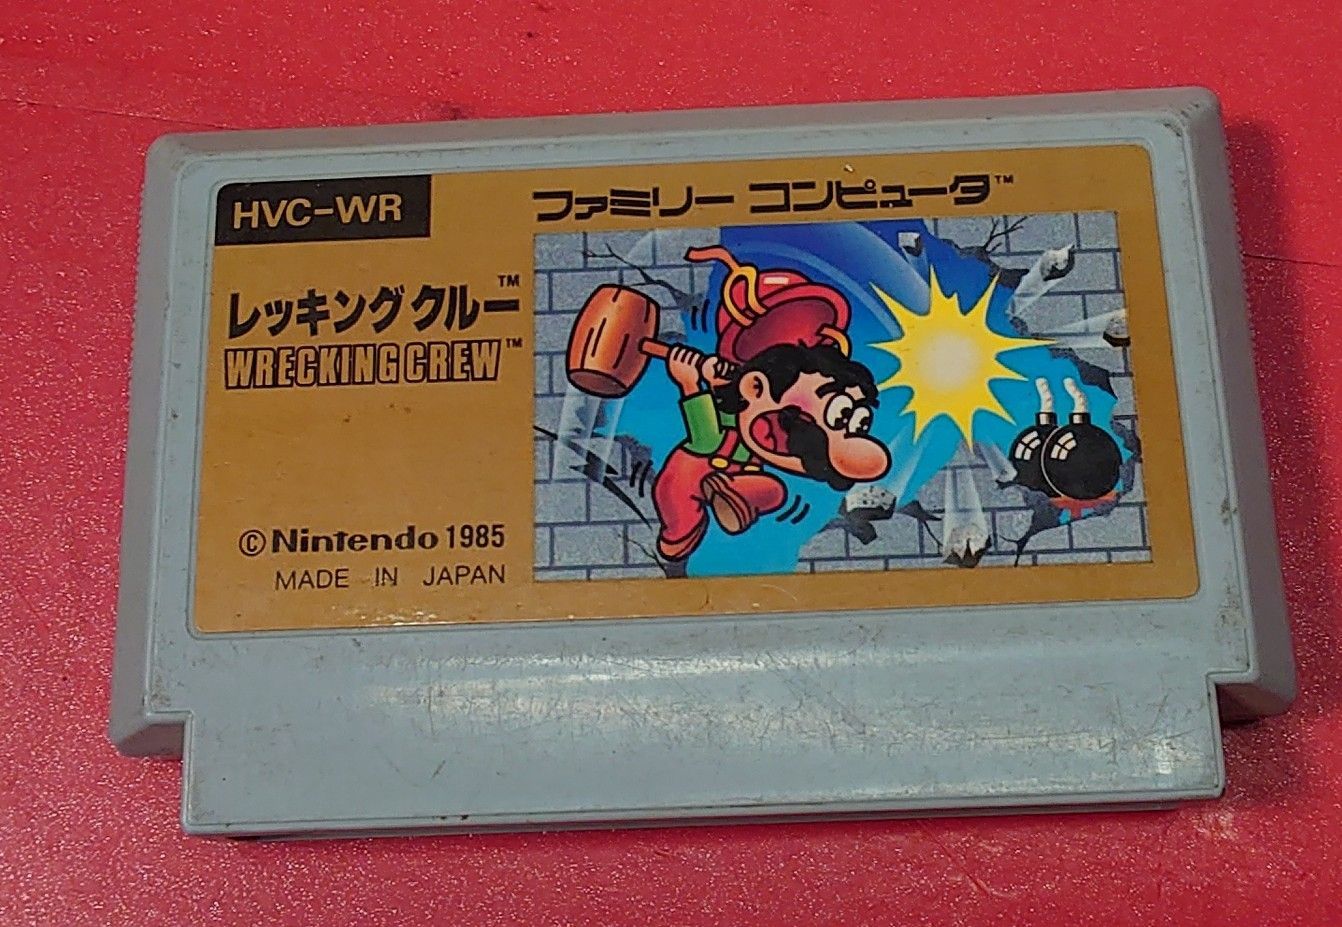 HVC-WR
ファミリー コンピュータ™
レッキングクルー™
WRECKING CREW™
©Nintendo 1985
MADE IN JAPAN